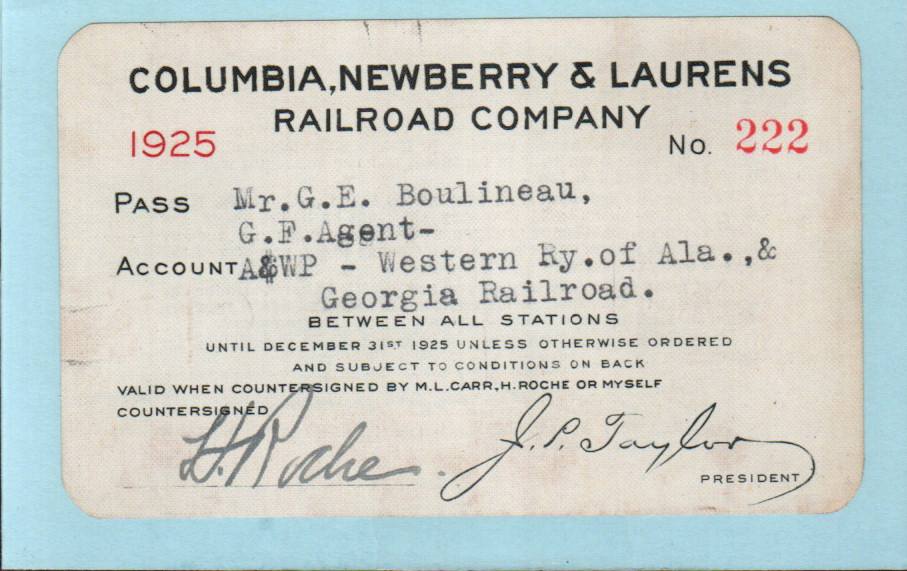 COLUMBIA, NEWBERRY & LAURENS
RAILROAD COMPANY
1925
No. 222
PASS Mr.G.E. Boulineau,
G.F.Agent-
ACCOUNT A&WP - Western Ry.of Ala.,&
Georgia Railroad.
BETWEEN ALL STATIONS
UNTIL DECEMBER 31ST 1925 UNLESS OTHERWISE ORDERED
AND SUBJECT TO CONDITIONS ON BACK
VALID WHEN COUNTERSIGNED BY M.L.CARR, H.ROCHE OR MYSELF
COUNTERSIGNED
H. Roche.
J. P. Taylor
PRESIDENT